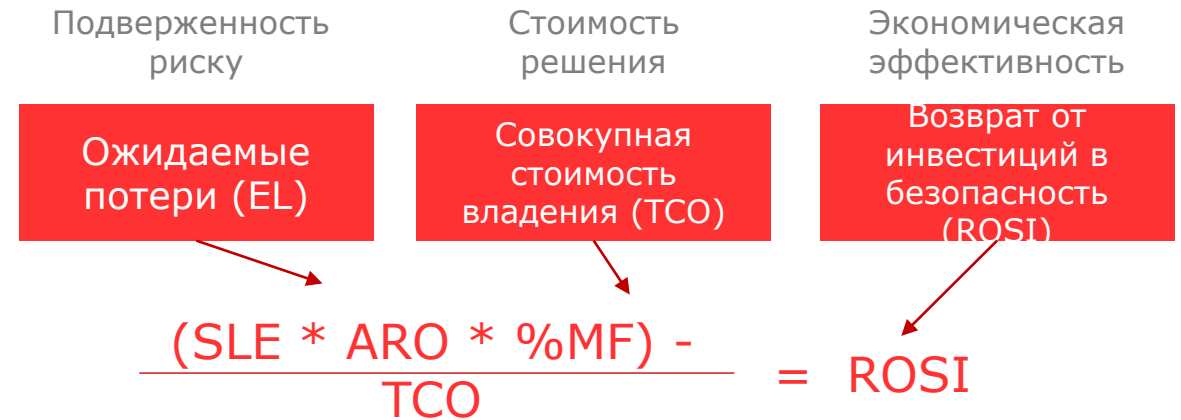 Подверженность
риску
Стоимость
решения
Экономическая
эффективность
Ожидаемые
потери (EL)
Совокупная
стоимость
владения (TCO)
Возврат от
инвестиций в
безопасность
(ROSI)
(SLE * ARO * %MF) -
TCO
= ROSI